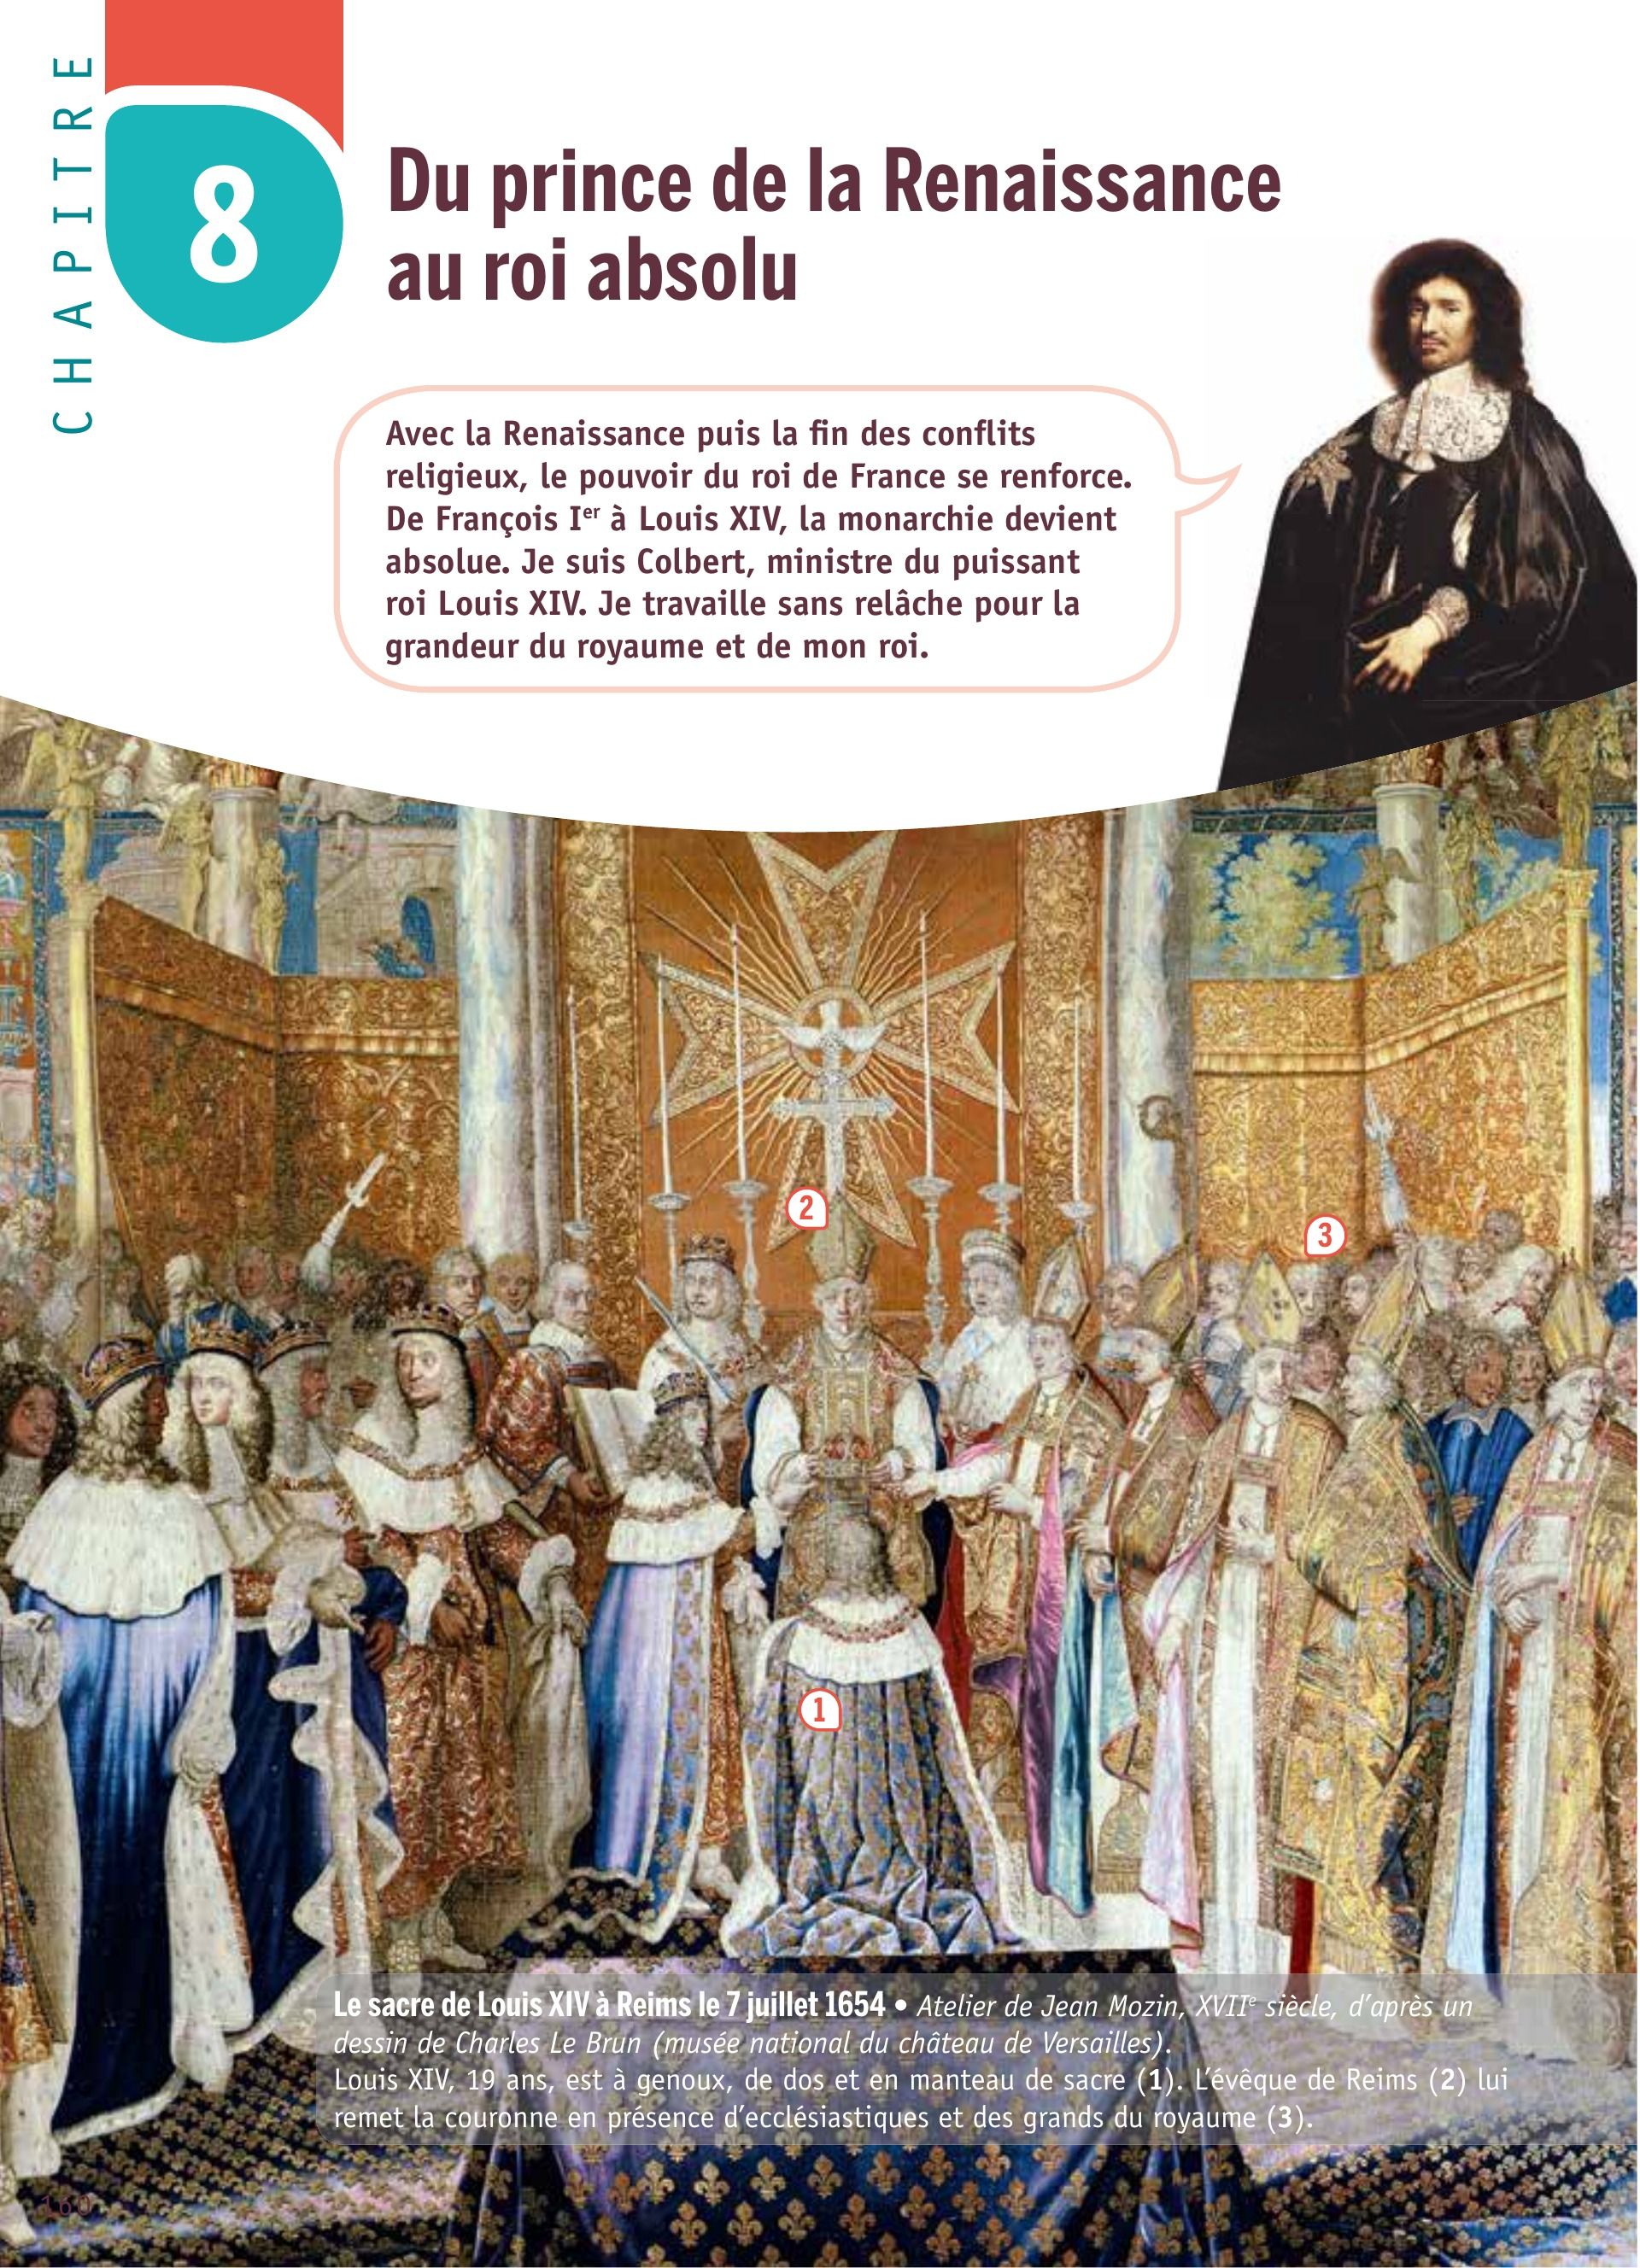 CHAPITRE
8
Du prince de la Renaissance
au roi absolu
Avec la Renaissance puis la fin des conflits
religieux, le pouvoir du roi de France se renforce.
De François Ier à Louis XIV, la monarchie devient
absolue. Je suis Colbert, ministre du puissant
roi Louis XIV. Je travaille sans relâche pour la
grandeur du royaume et de mon roi.
2
3
1
Le sacre de Louis XIV à Reims le 7 juillet 1654 • Atelier de Jean Mozin, XVIIe siècle, d’après un
dessin de Charles Le Brun (musée national du château de Versailles).
Louis XIV, 19 ans, est à genoux, de dos et en manteau de sacre (1). L’évêque de Reims (2) lui
remet la couronne en présence d’ecclésiastiques et des grands du royaume (3).
160